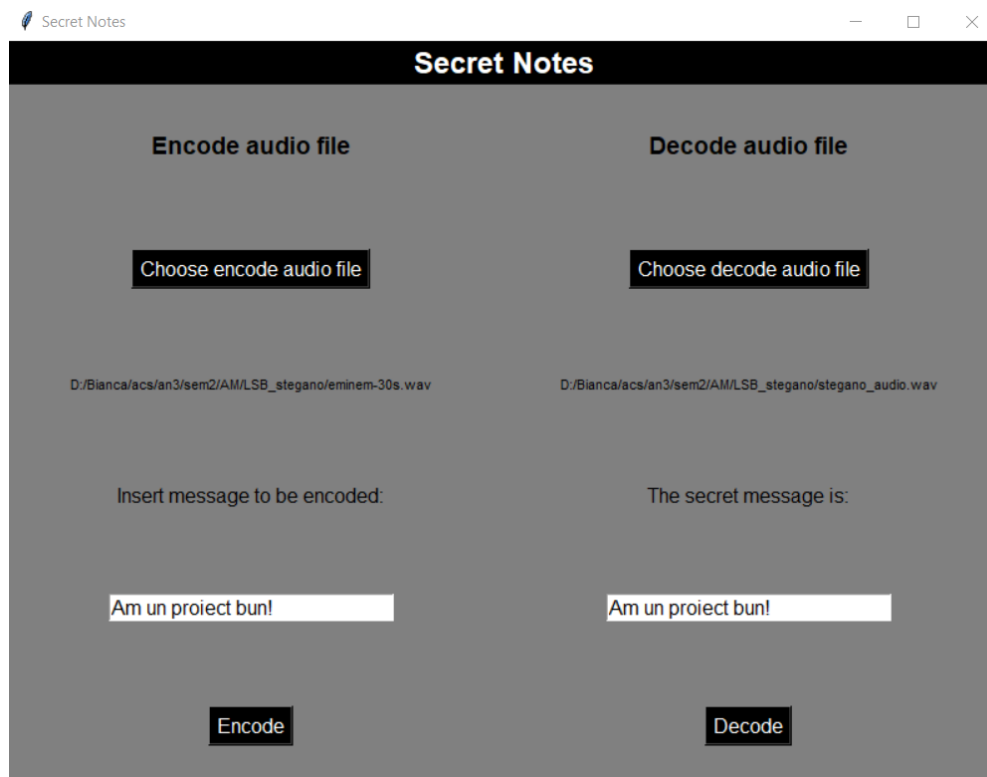 Secret Notes
Secret Notes
Encode audio file
Decode audio file
Choose encode audio file
Choose decode audio file
D:/Bianca/acs/an3/sem2/AM/LSB_stegano/eminem-30s.wav
D:/Bianca/acs/an3/sem2/AM/LSB_stegano/stegano_audio.wav
Insert message to be encoded:
The secret message is:
Am un proiect bun!
Am un proiect bun!
Encode
Decode